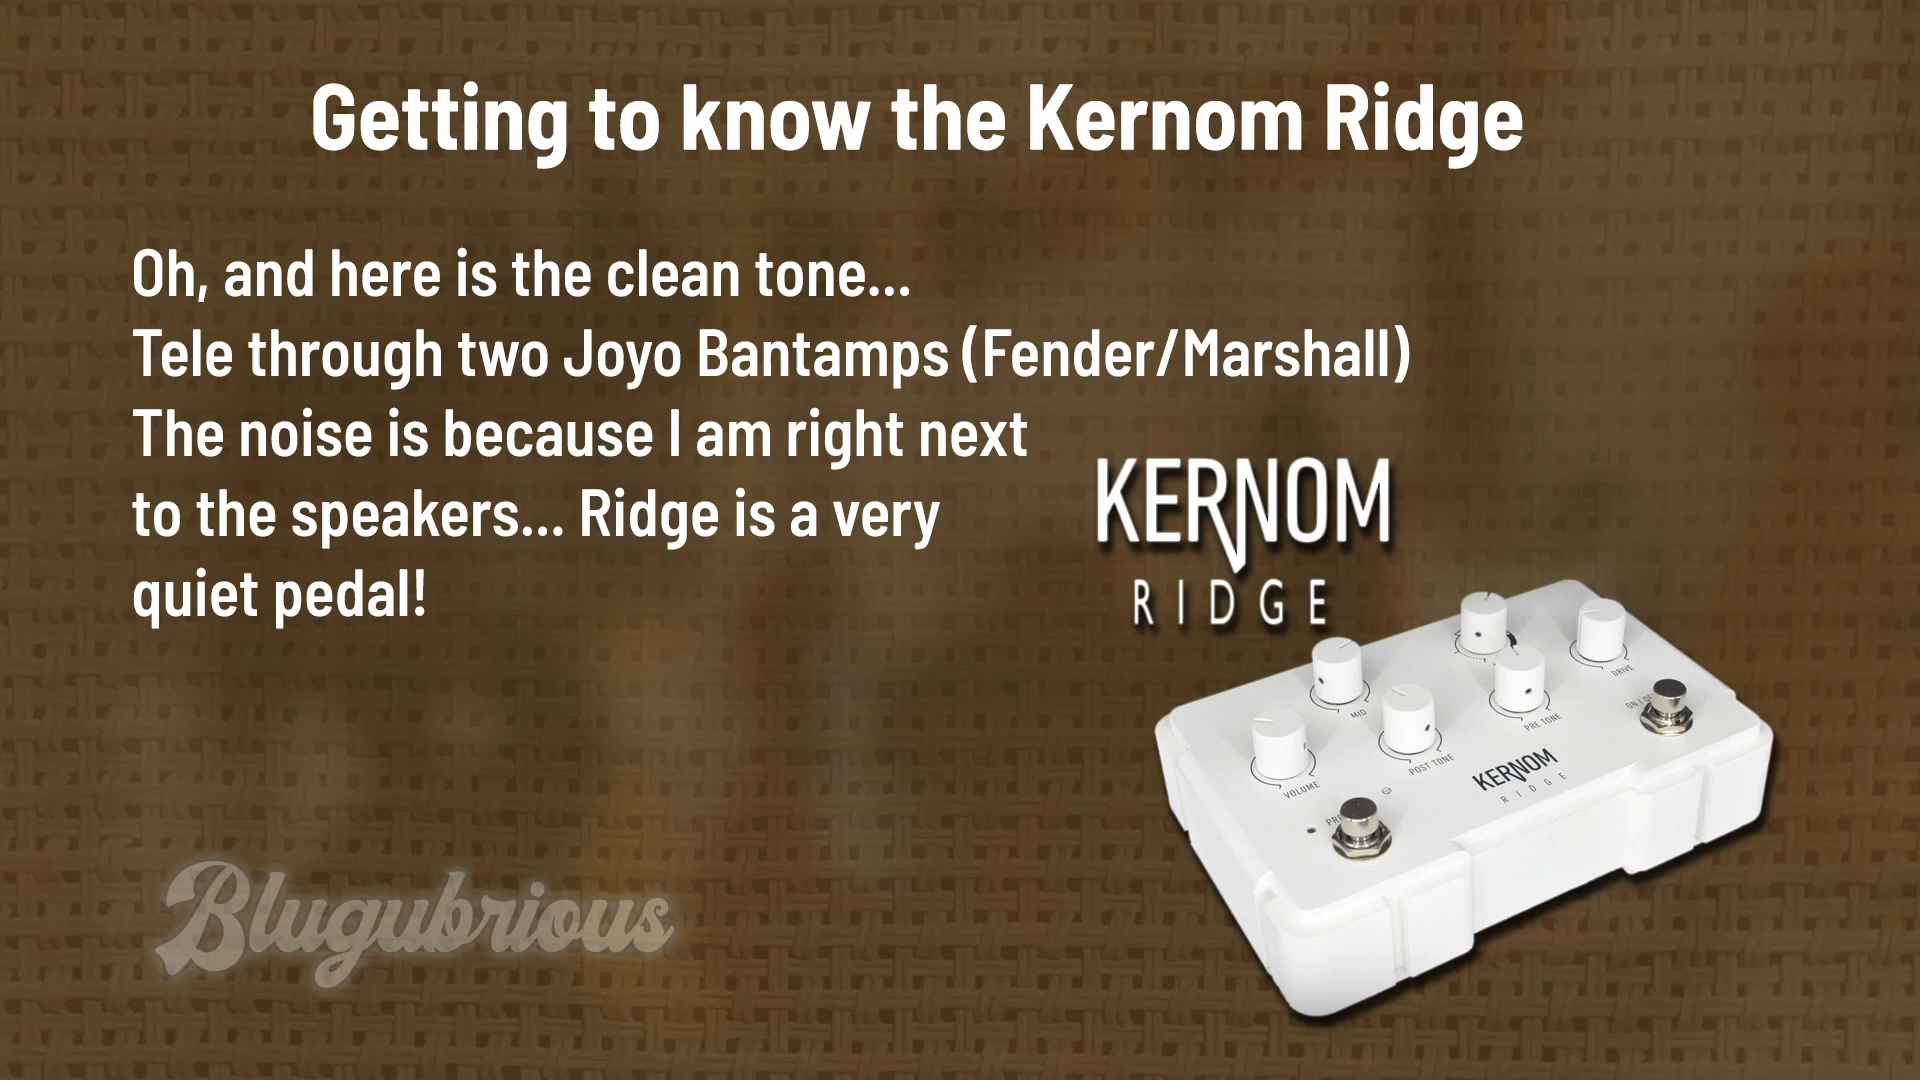 Getting to know the Kernom Ridge
Oh, and here is the clean tone...
Tele through two Joyo Bantamps (Fender/Marshall)
The noise is because I am right next
to the speakers... Ridge is a very
quiet pedal!
KERNOM
RIDGE
DRIVE
MID
PRE TONE
POST TONE
VOLUME
KERNOM
RIDGE
Blugubrious